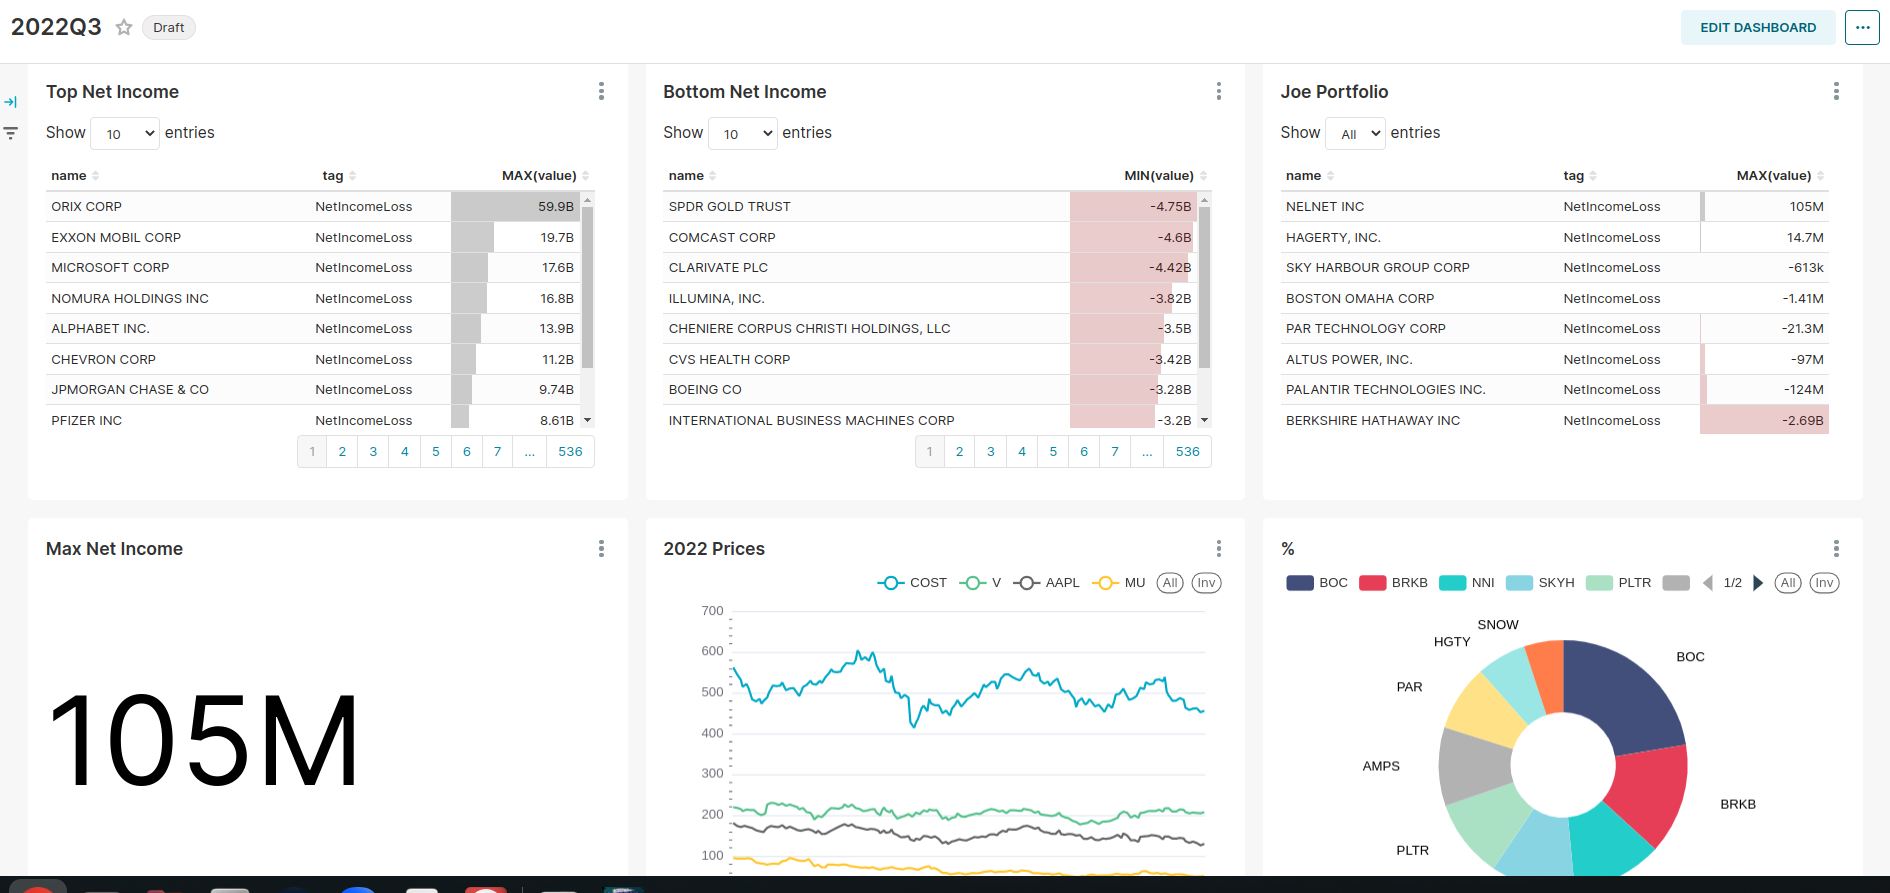 2022Q3 Draft EDIT DASHBOARD ...
Top Net Income
Show 10 entries
name tag MAX(value)
ORIX CORP NetIncomeLoss 59.9B
EXXON MOBIL CORP NetIncomeLoss 19.7B
MICROSOFT CORP NetIncomeLoss 17.6B
NOMURA HOLDINGS INC NetIncomeLoss 16.8B
ALPHABET INC. NetIncomeLoss 13.9B
CHEVRON CORP NetIncomeLoss 11.2B
JPMORGAN CHASE & CO NetIncomeLoss 9.74B
PFIZER INC NetIncomeLoss 8.61B
1 2 3 4 5 6 7 ... 536
Bottom Net Income
Show 10 entries
name MIN(value)
SPDR GOLD TRUST -4.75B
COMCAST CORP -4.6B
CLARIVATE PLC -4.42B
ILLUMINA, INC. -3.82B
CHENIERE CORPUS CHRISTI HOLDINGS, LLC -3.5B
CVS HEALTH CORP -3.42B
BOEING CO -3.28B
INTERNATIONAL BUSINESS MACHINES CORP -3.2B
1 2 3 4 5 6 7 ... 536
Joe Portfolio
Show All entries
name tag MAX(value)
NELNET INC NetIncomeLoss 105M
HAGERTY, INC. NetIncomeLoss 14.7M
SKY HARBOUR GROUP CORP NetIncomeLoss -613k
BOSTON OMAHA CORP NetIncomeLoss -1.41M
PAR TECHNOLOGY CORP NetIncomeLoss -21.3M
ALTUS POWER, INC. NetIncomeLoss -97M
PALANTIR TECHNOLOGIES INC. NetIncomeLoss -124M
BERKSHIRE HATHAWAY INC NetIncomeLoss -2.69B
Max Net Income
105M
2022 Prices
COST V AAPL MU All Inv
700
600
500
400
300
200
100
%
BOC BRKB NNI SKYH PLTR 1/2 All Inv
SNOW
HGTY
BOC
PAR
AMPS
BRKB
PLTR